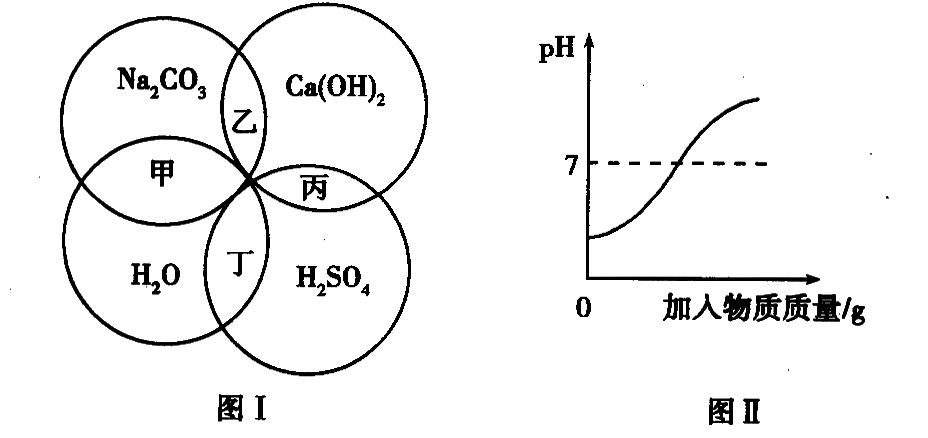 Na₂CO₃
Ca(OH)₂
乙
甲
丙
丁
H₂O
H₂SO₄
图Ⅰ
pH
7
0
加入物质质量/g
图Ⅱ